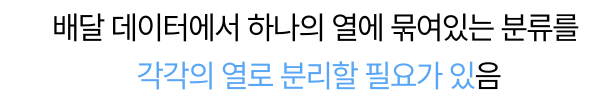 배달 데이터에서 하나의 열에 묶여있는 분류를
각각의 열로 분리할 필요가 있음